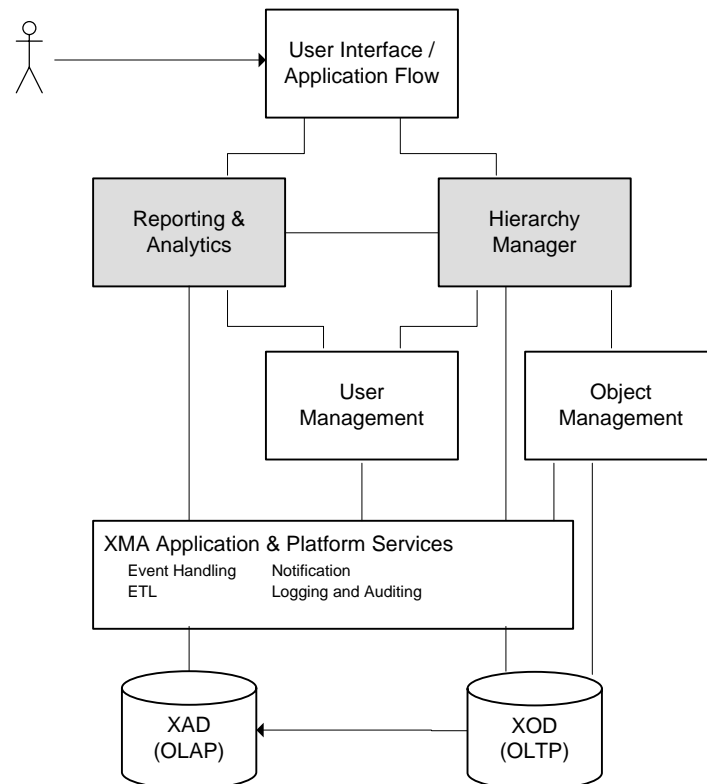 User Interface /
Application Flow
Reporting &
Analytics
Hierarchy
Manager
User
Management
Object
Management
XMA Application & Platform Services
Event Handling
Notification
ETL
Logging and Auditing
XAD
(OLAP)
XOD
(OLTP)